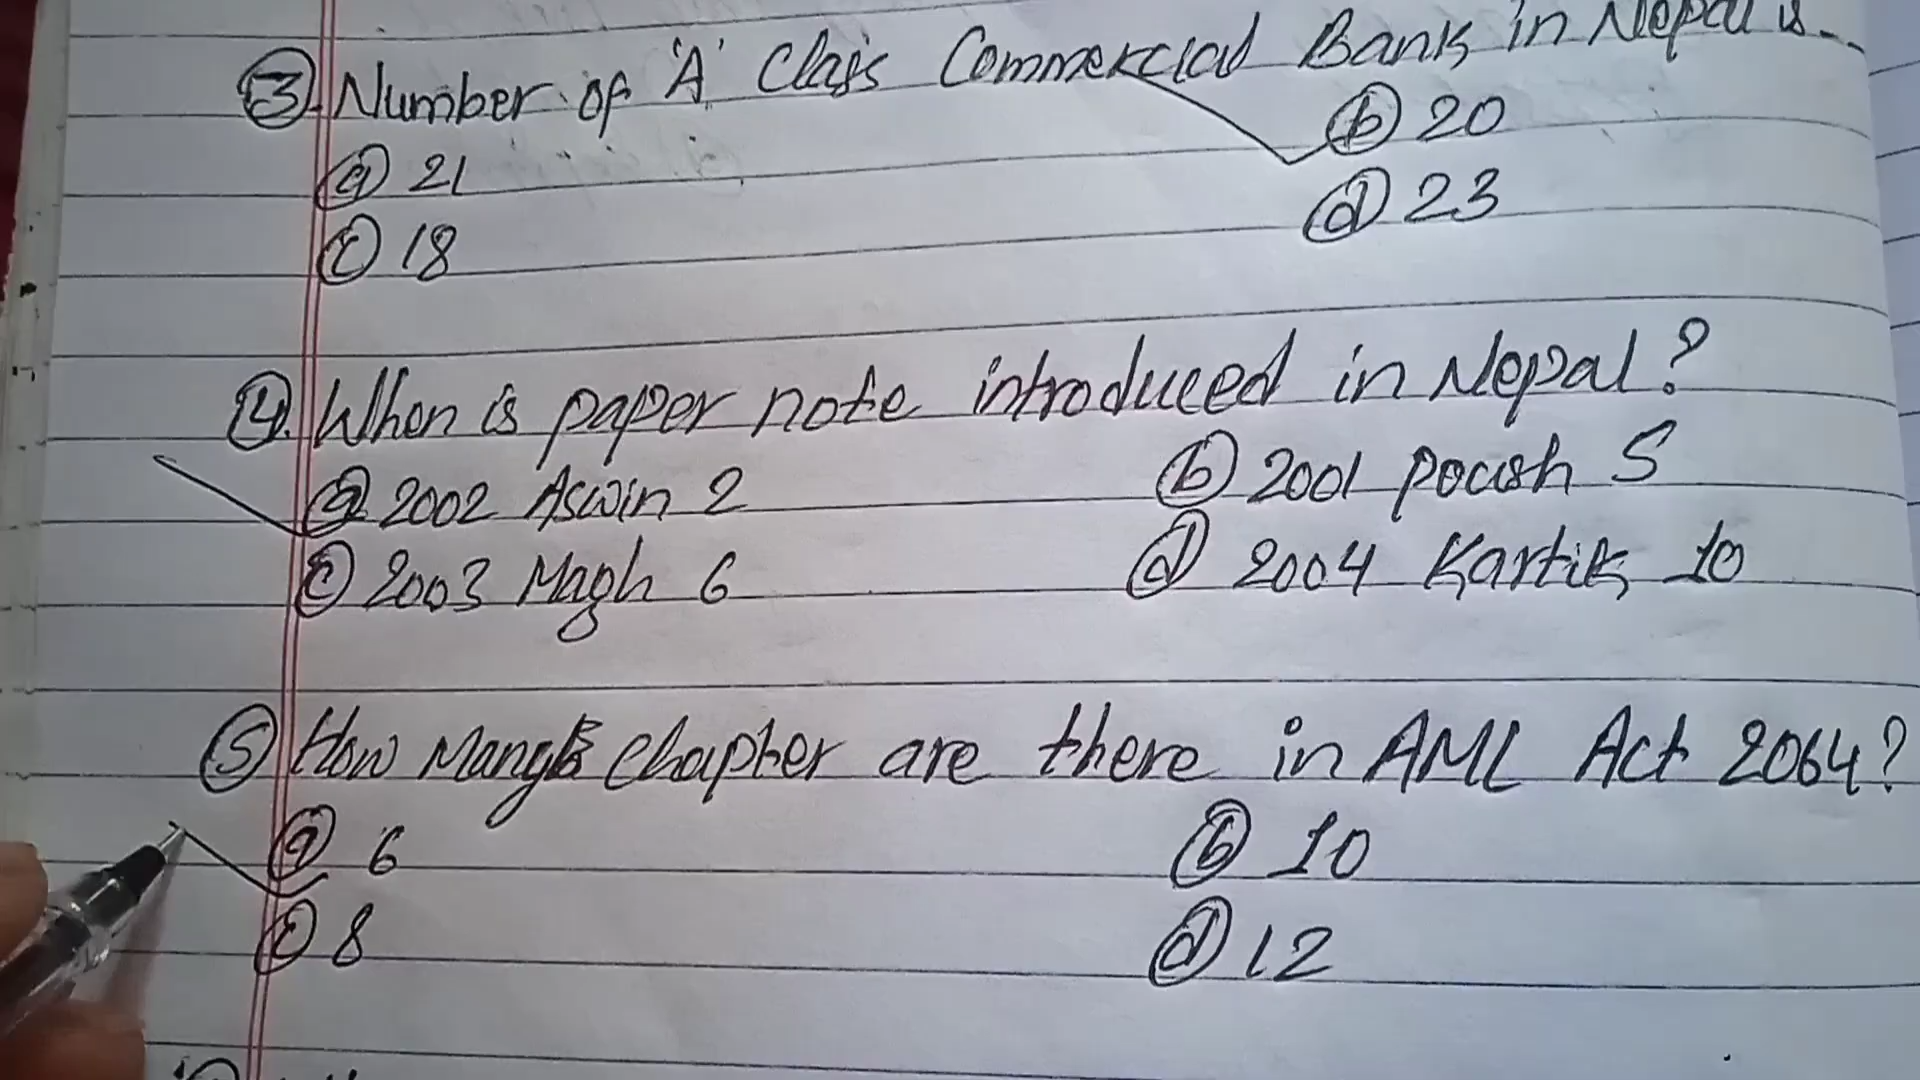 3. Number of 'A' Class Commercial Bank in Nepal is...
a 21
b 20
c 18
d 23
4. When is paper note introduced in Nepal?
a 2002 Aswin 2
b 2001 poush 5
c 2003 Magh 6
d 2004 Kartik 10
5 How Many chapter are there in AML Act 2064?
a 6
b 10
c 8
d 12